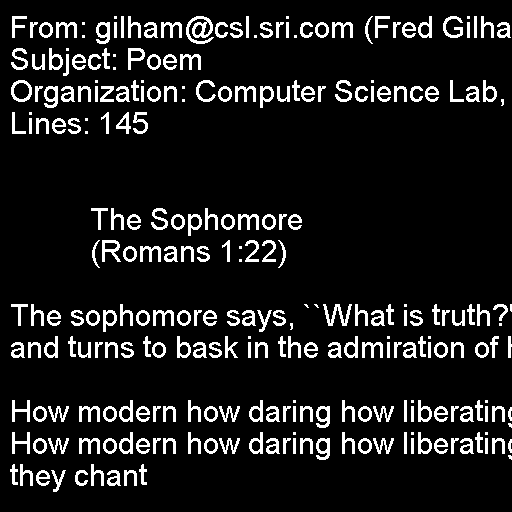 From: gilham@csl.sri.com (Fred Gilha
Subject: Poem
Organization: Computer Science Lab,
Lines: 145
The Sophomore
(Romans 1:22)
The sophomore says, ``What is truth?'
and turns to bask in the admiration of
How modern how daring how liberating
How modern how daring how liberating
they chant